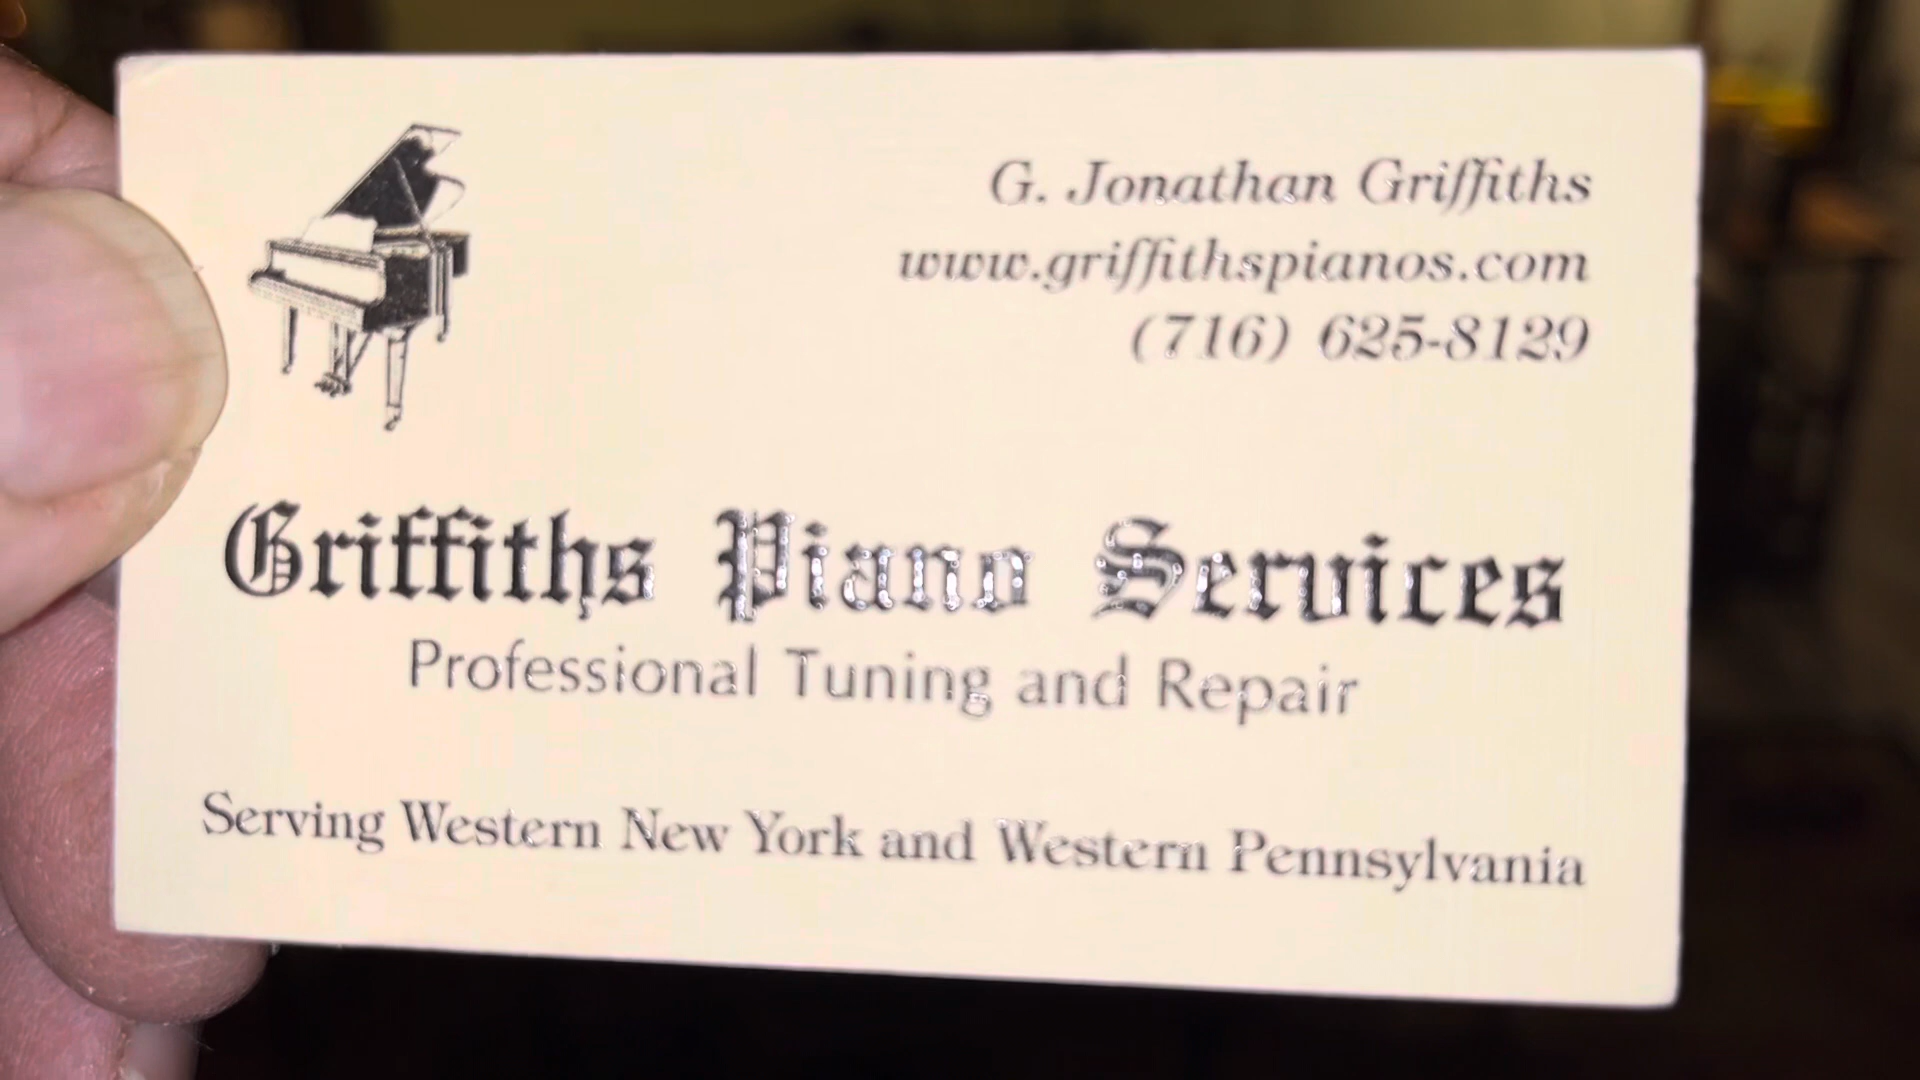 G. Jonathan Griffiths
www.griffithspianos.com
(716) 625-8129
Griffiths Piano Services
Professional Tuning and Repair
Serving Western New York and Western Pennsylvania